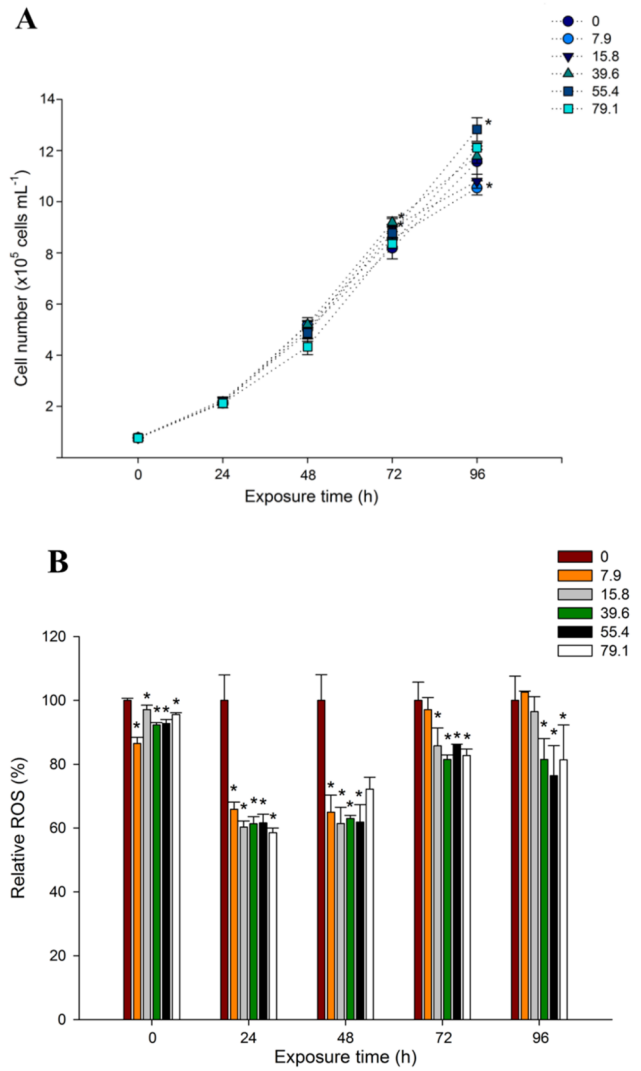 A
0
7.9
15.8
39.6
55.4
79.1
14
12
10
8
6
4
2
Cell number (x10⁵ cells mL⁻¹)
*
*
*
*
0 24 48 72 96
Exposure time (h)
B
0
7.9
15.8
39.6
55.4
79.1
120
100
80
60
40
20
0
Relative ROS (%)
* * * * *
* * * * *
* * * *
* * * *
* * *
0 24 48 72 96
Exposure time (h)